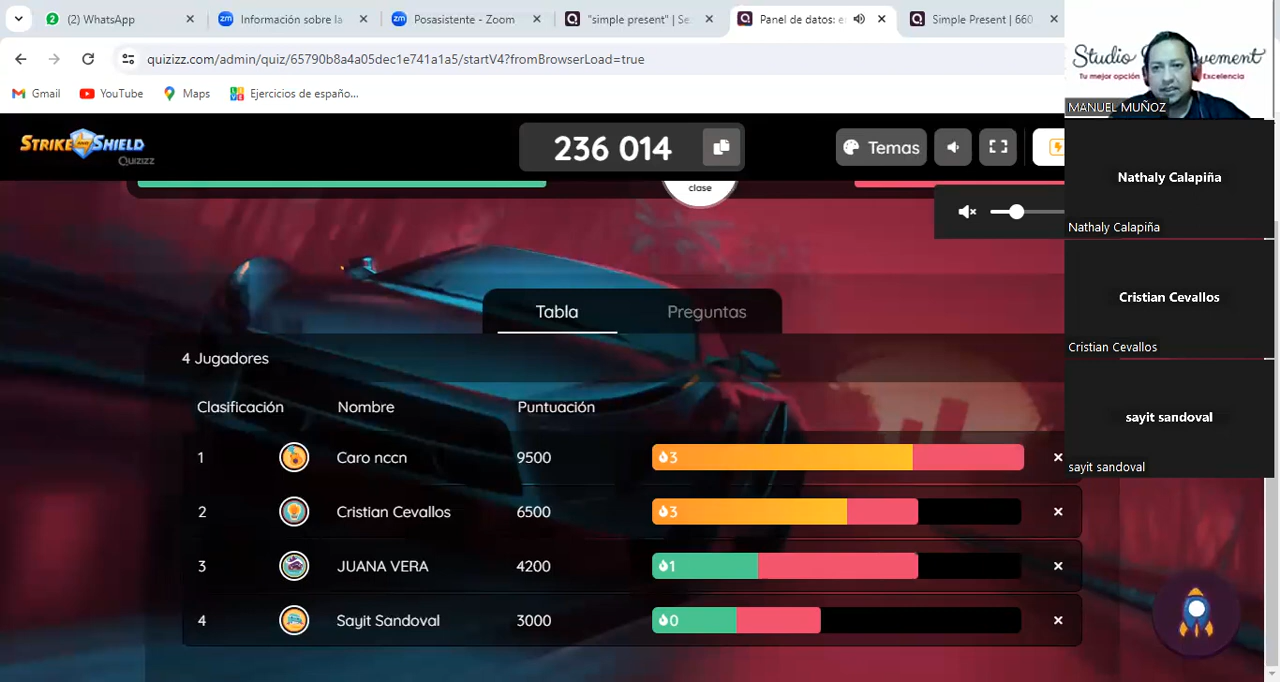 (2) WhatsApp
Información sobre la
Posasistente - Zoom
"simple present" | Se
Panel de datos: e
Simple Present | 660
quizizz.com/admin/quiz/65790b8a4a05dec1e741a1a5/startV4?fromBrowserLoad=true
Gmail
YouTube
Maps
Ejercicios de españo...
Tu mejor opción
Excelencia
MANUEL MUÑOZ
STRIKE AND SHIELD
Quizizz
236 014
Temas
clase
Nathaly Calapiña
Nathaly Calapiña
Cristian Cevallos
Cristian Cevallos
sayit sandoval
sayit sandoval
Tabla
Preguntas
4 Jugadores
Clasificación Nombre Puntuación
1 Caro nccn 9500 3
2 Cristian Cevallos 6500 3
3 JUANA VERA 4200 1
4 Sayit Sandoval 3000 0